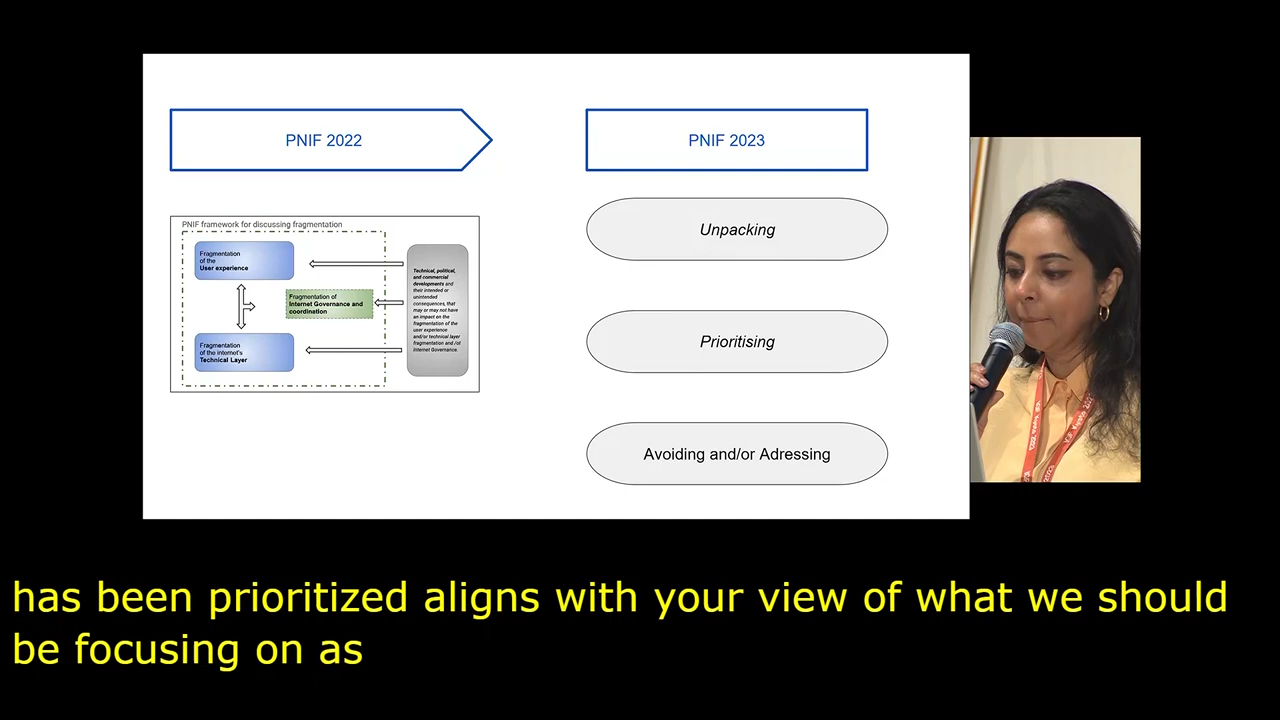 PNIF 2022
PNIF 2023
PNIF framework for discussing fragmentation
Fragmentation
of the
User experience
Fragmentation of
Internet Governance and
coordination
Fragmentation
of the internet's
Technical Layer
Technical, political,
and commercial
developments and
their intended or
unintended
consequences, that
may or may not have
an impact on the
fragmentation of the
user experience
and/or technical layer
fragmentation and /or
Internet Governance.
Unpacking
Prioritising
Avoiding and/or Adressing
has been prioritized aligns with your view of what we should
be focusing on as